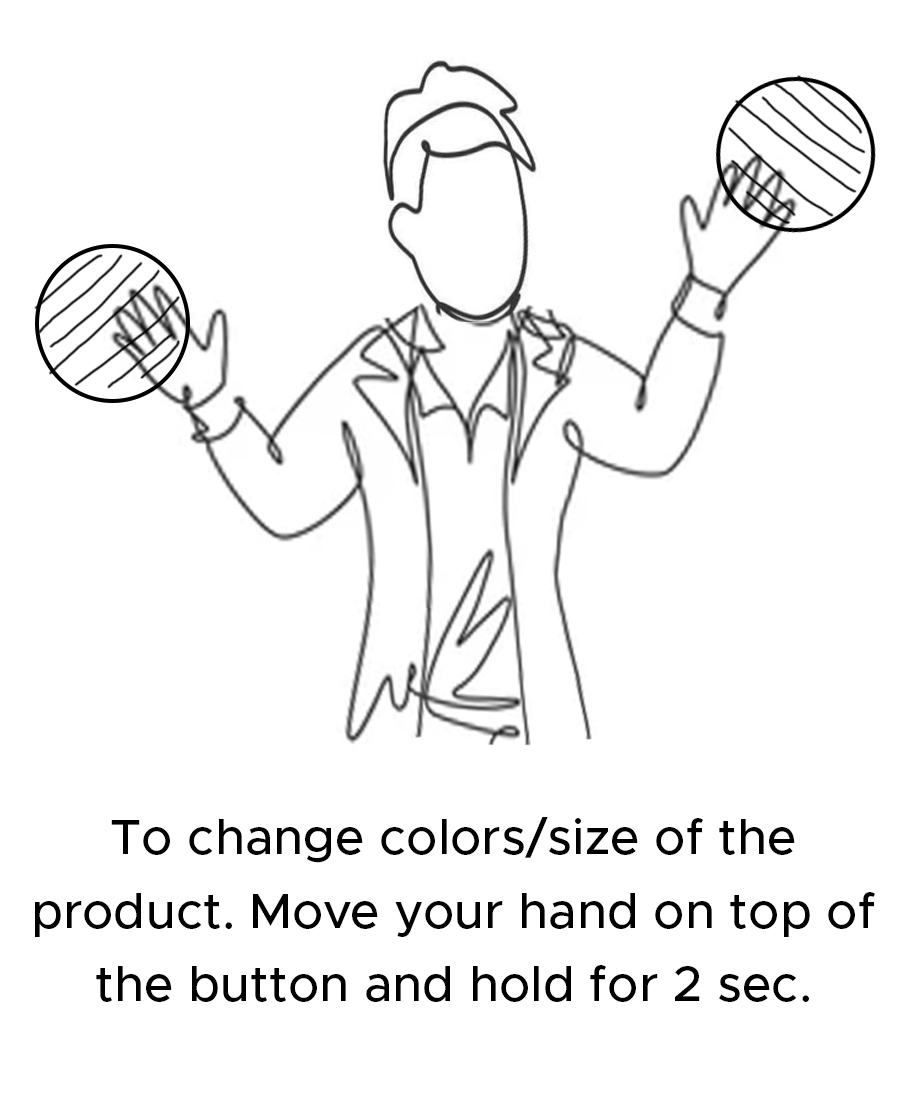 To change colors/size of the
product. Move your hand on top of
the button and hold for 2 sec.